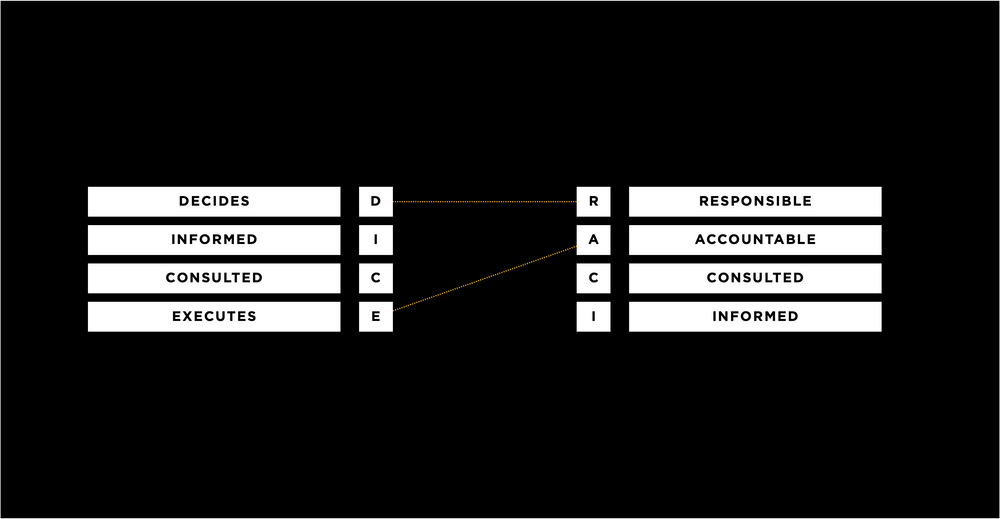 DECIDES D R RESPONSIBLE
INFORMED I A ACCOUNTABLE
CONSULTED C C CONSULTED
EXECUTES E I INFORMED